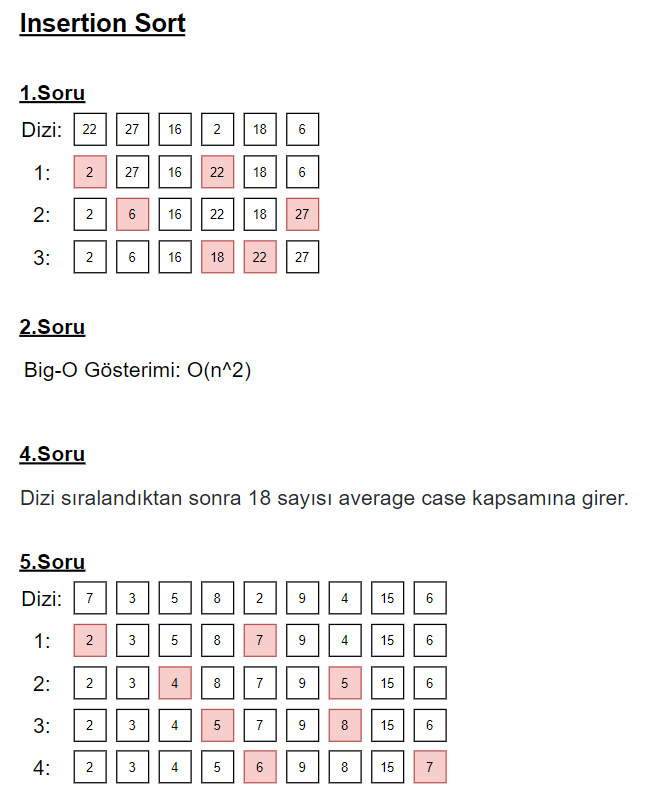 Insertion Sort
1.Soru
Dizi: 22 27 16 2 18 6
1: 2 27 16 22 18 6
2: 2 6 16 22 18 27
3: 2 6 16 18 22 27
2.Soru
Big-O Gösterimi: O(n^2)
4.Soru
Dizi sıralandıktan sonra 18 sayısı average case kapsamına girer.
5.Soru
Dizi: 7 3 5 8 2 9 4 15 6
1: 2 3 5 8 7 9 4 15 6
2: 2 3 4 8 7 9 5 15 6
3: 2 3 4 5 7 9 8 15 6
4: 2 3 4 5 6 9 8 15 7